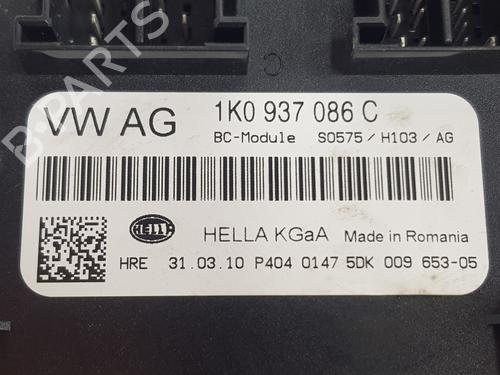 VW AG
1K0 937 086 C
BC-Module S0575 / H103 / AG
HELLA
HELLA KGaA Made in Romania
HRE 31.03.10 P404 0147 5DK 009 653-05
B-PARTS